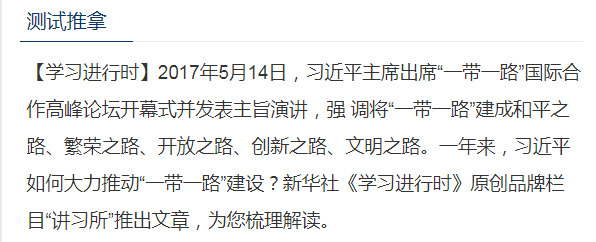 测试推拿
【学习进行时】2017年5月14日，习近平主席出席“一带一路”国际合
作高峰论坛开幕式并发表主旨演讲，强 调将“一带一路”建成和平之
路、繁荣之路、开放之路、创新之路、文明之路。一年来，习近平
如何大力推动“一带一路”建设？新华社《学习进行时》原创品牌栏
目“讲习所”推出文章，为您梳理解读。